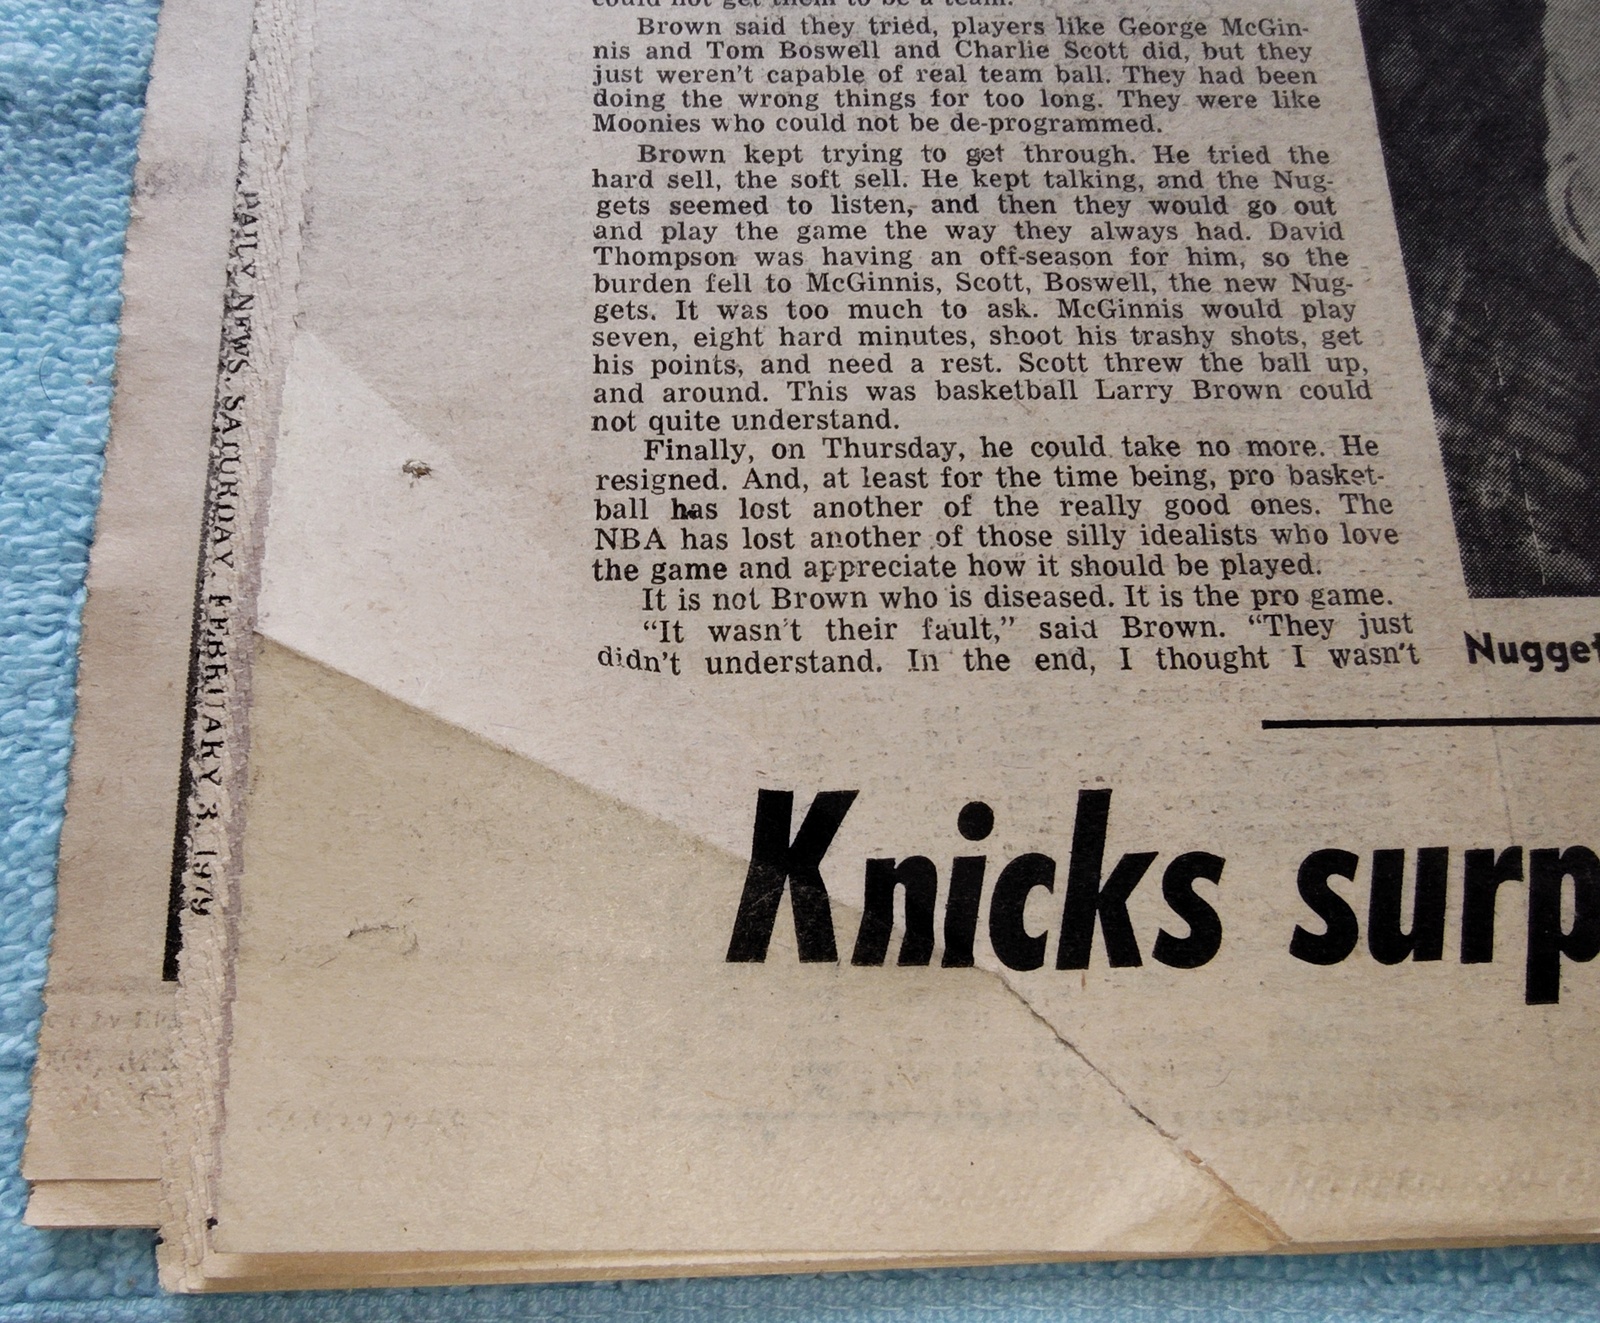 could not get them to be a team.
Brown said they tried, players like George McGin-
nis and Tom Boswell and Charlie Scott did, but they
just weren't capable of real team ball. They had been
doing the wrong things for too long. They were like
Moonies who could not be de-programmed.
Brown kept trying to get through. He tried the
hard sell, the soft sell. He kept talking, and the Nug-
gets seemed to listen, and then they would go out
and play the game the way they always had. David
Thompson was having an off-season for him, so the
burden fell to McGinnis, Scott, Boswell, the new Nug-
gets. It was too much to ask. McGinnis would play
seven, eight hard minutes, shoot his trashy shots, get
his points, and need a rest. Scott threw the ball up,
and around. This was basketball Larry Brown could
not quite understand.
Finally, on Thursday, he could take no more. He
resigned. And, at least for the time being, pro basket-
ball has lost another of the really good ones. The
NBA has lost another of those silly idealists who love
the game and appreciate how it should be played.
It is not Brown who is diseased. It is the pro game.
"It wasn't their fault," said Brown. "They just
didn't understand. In the end, I thought I wasn't
Nugget
Knicks surp
DAILY NEWS, SATURDAY, FEBRUARY 3, 1979